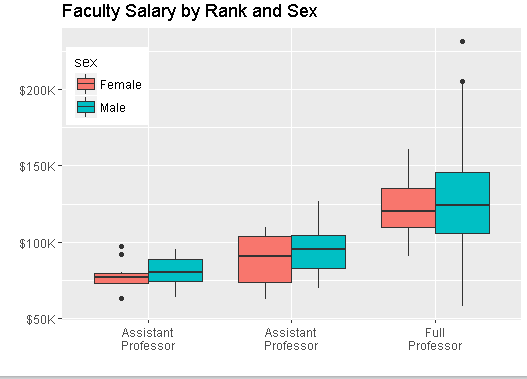 Faculty Salary by Rank and Sex
sex
Female
Male
$200K
$150K
$100K
$50K
Assistant
Professor
Assistant
Professor
Full
Professor